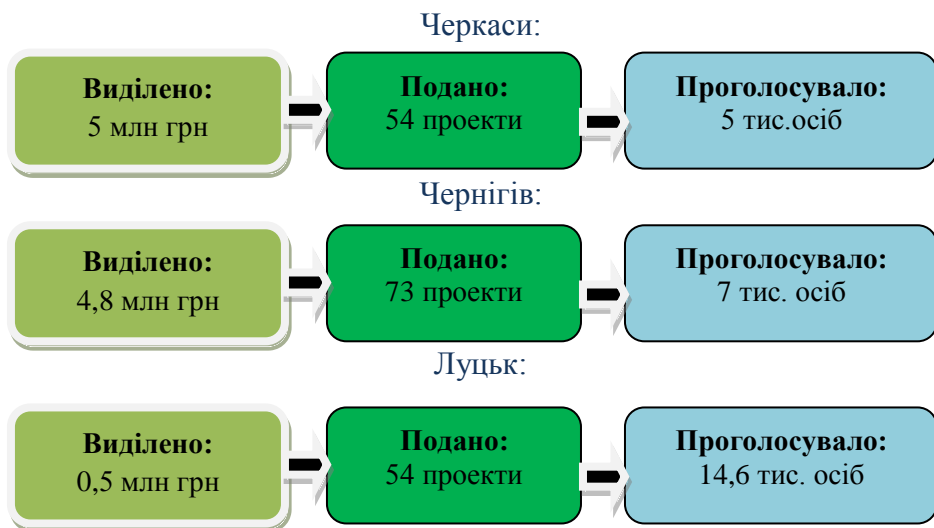 Черкаси:
Виділено:
5 млн грн
Подано:
54 проекти
Проголосувало:
5 тис.осіб
Чернігів:
Виділено:
4,8 млн грн
Подано:
73 проекти
Проголосувало:
7 тис. осіб
Луцьк:
Виділено:
0,5 млн грн
Подано:
54 проекти
Проголосувало:
14,6 тис. осіб